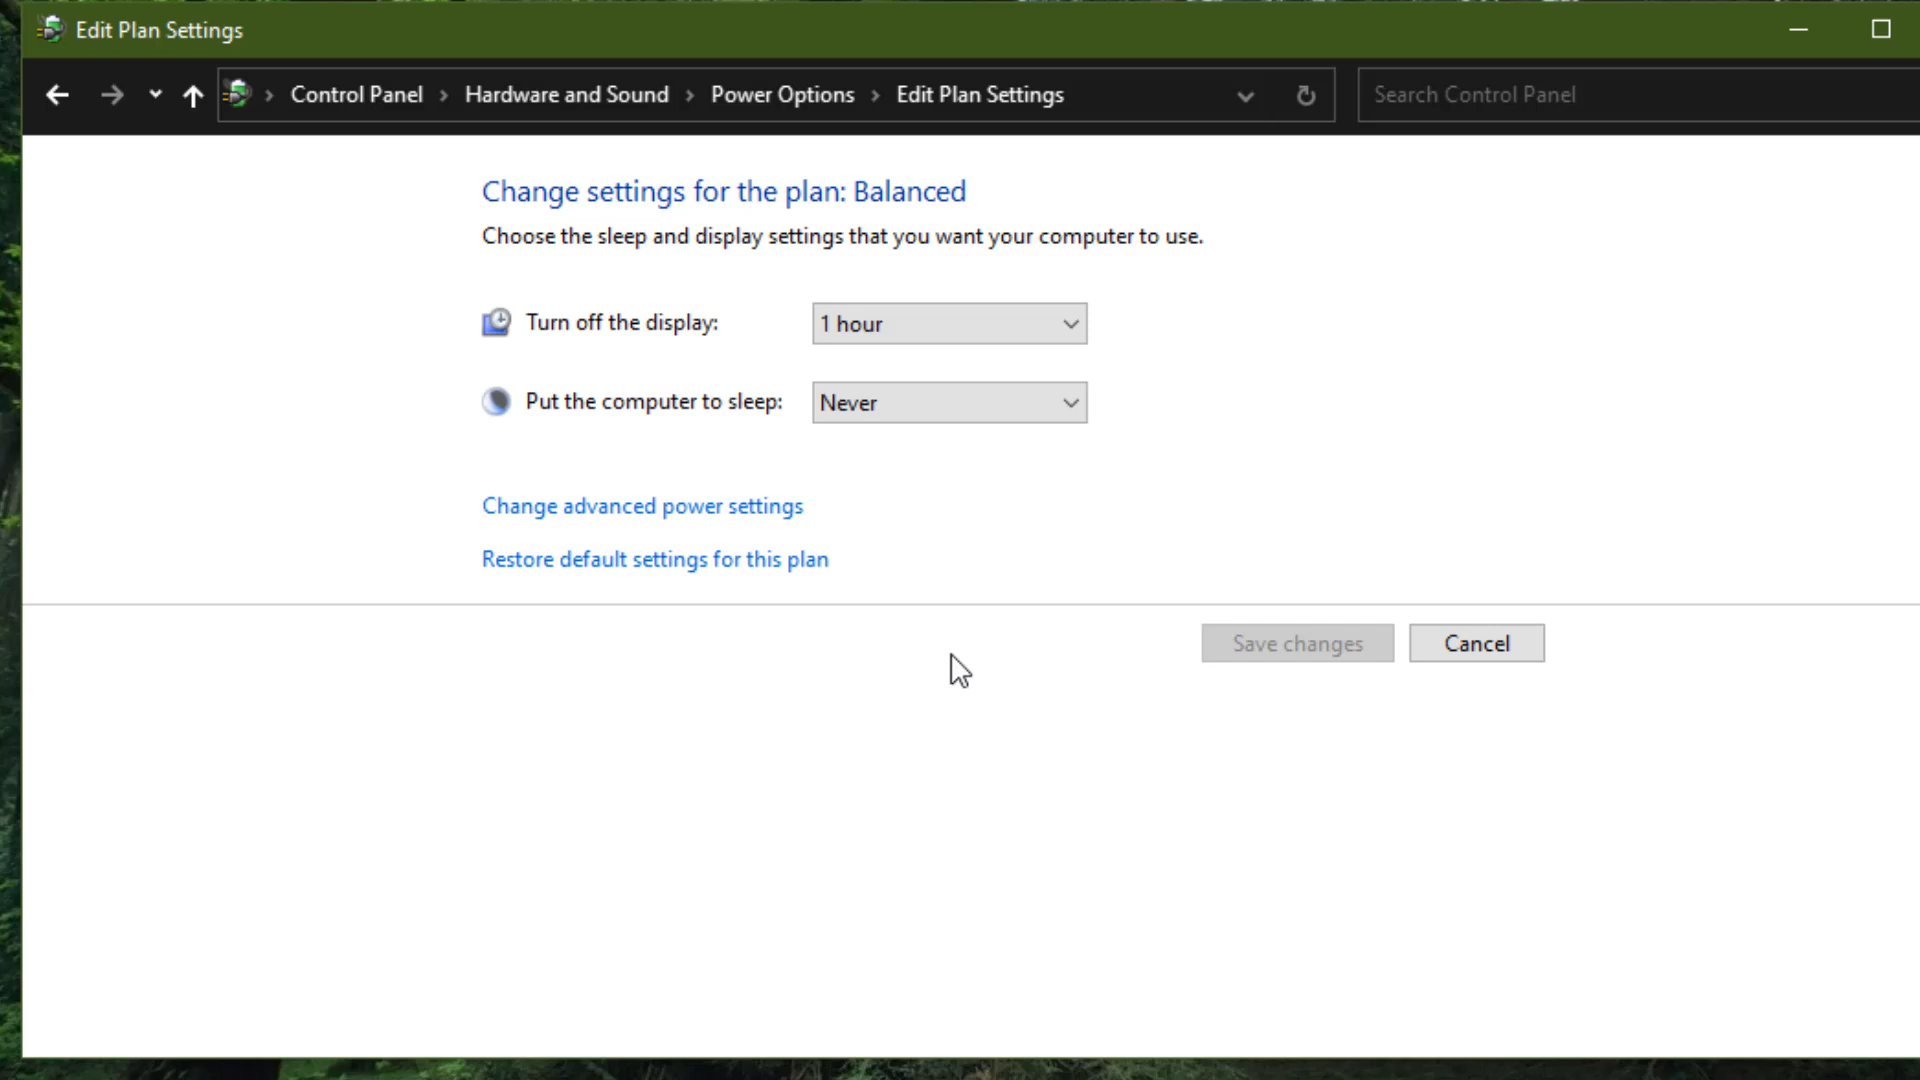 Edit Plan Settings
Control Panel > Hardware and Sound > Power Options > Edit Plan Settings
Search Control Panel
Change settings for the plan: Balanced
Choose the sleep and display settings that you want your computer to use.
Turn off the display: 1 hour
Put the computer to sleep: Never
Change advanced power settings
Restore default settings for this plan
Save changes Cancel